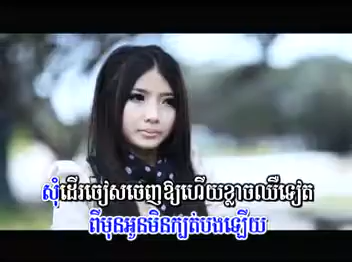 សុំដើរចៀសចេញឱ្យហើយខ្លាចឈឺទៀត
ពីមុនអូនមិនក្បត់បងឡើយ